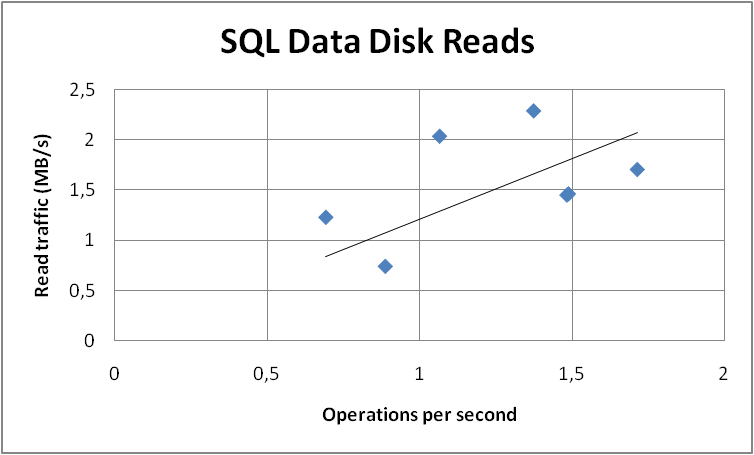 SQL Data Disk Reads
Read traffic (MB/s)
2,5
2
1,5
1
0,5
0
0 0,5 1 1,5 2
Operations per second